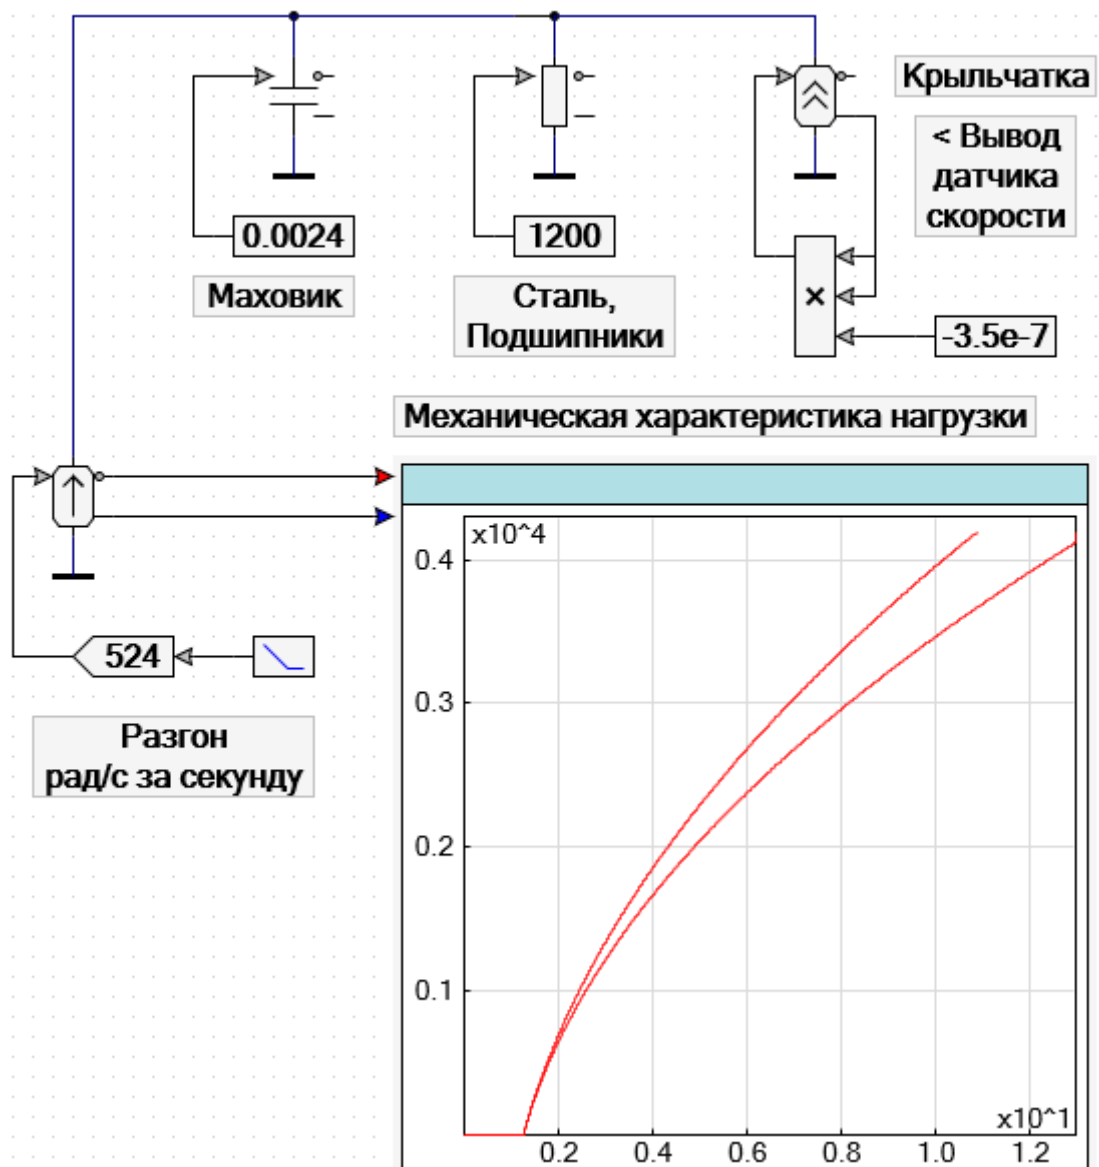 Крыльчатка
< Вывод
датчика
скорости
0.0024
1200
Маховик
Сталь,
Подшипники
×
-3.5e-7
Механическая характеристика нагрузки
524
Разгон
рад/с за секунду
x10^4
0.4
0.3
0.2
0.1
x10^1
0.2 0.4 0.6 0.8 1.0 1.2